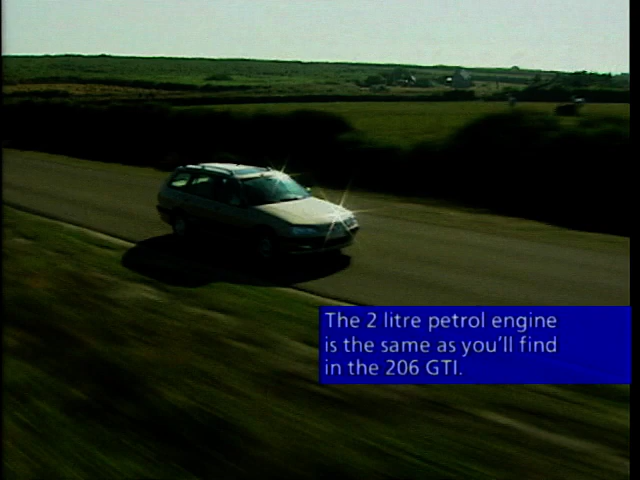 The 2 litre petrol engine
is the same as you'll find
in the 206 GTI.